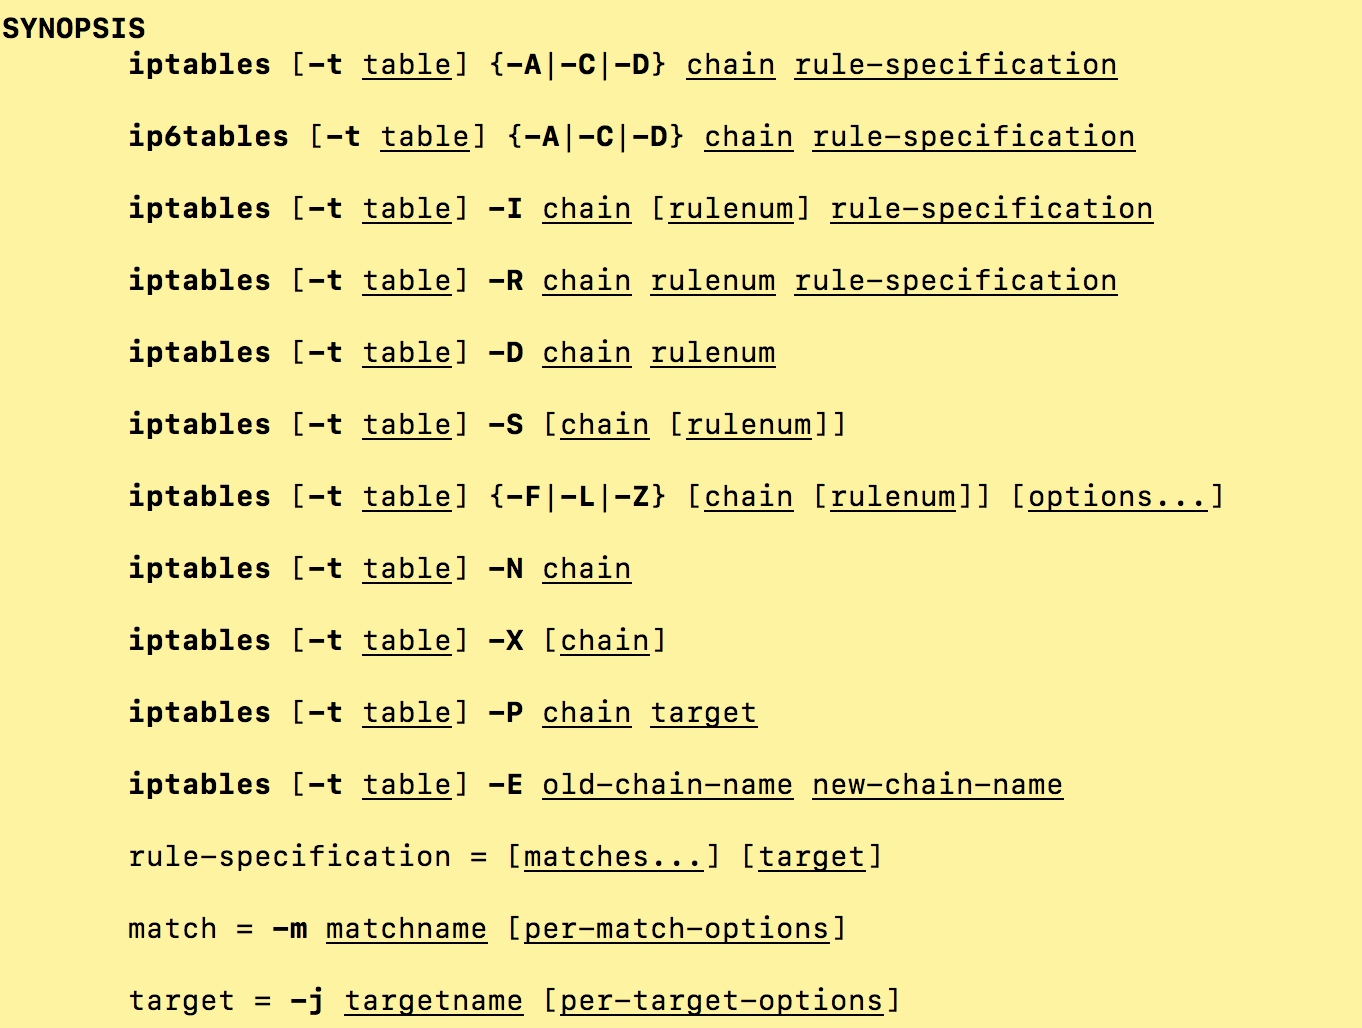 SYNOPSIS
iptables [-t table] {-A|-C|-D} chain rule-specification
ip6tables [-t table] {-A|-C|-D} chain rule-specification
iptables [-t table] -I chain [rulenum] rule-specification
iptables [-t table] -R chain rulenum rule-specification
iptables [-t table] -D chain rulenum
iptables [-t table] -S [chain [rulenum]]
iptables [-t table] {-F|-L|-Z} [chain [rulenum]] [options...]
iptables [-t table] -N chain
iptables [-t table] -X [chain]
iptables [-t table] -P chain target
iptables [-t table] -E old-chain-name new-chain-name
rule-specification = [matches...] [target]
match = -m matchname [per-match-options]
target = -j targetname [per-target-options]